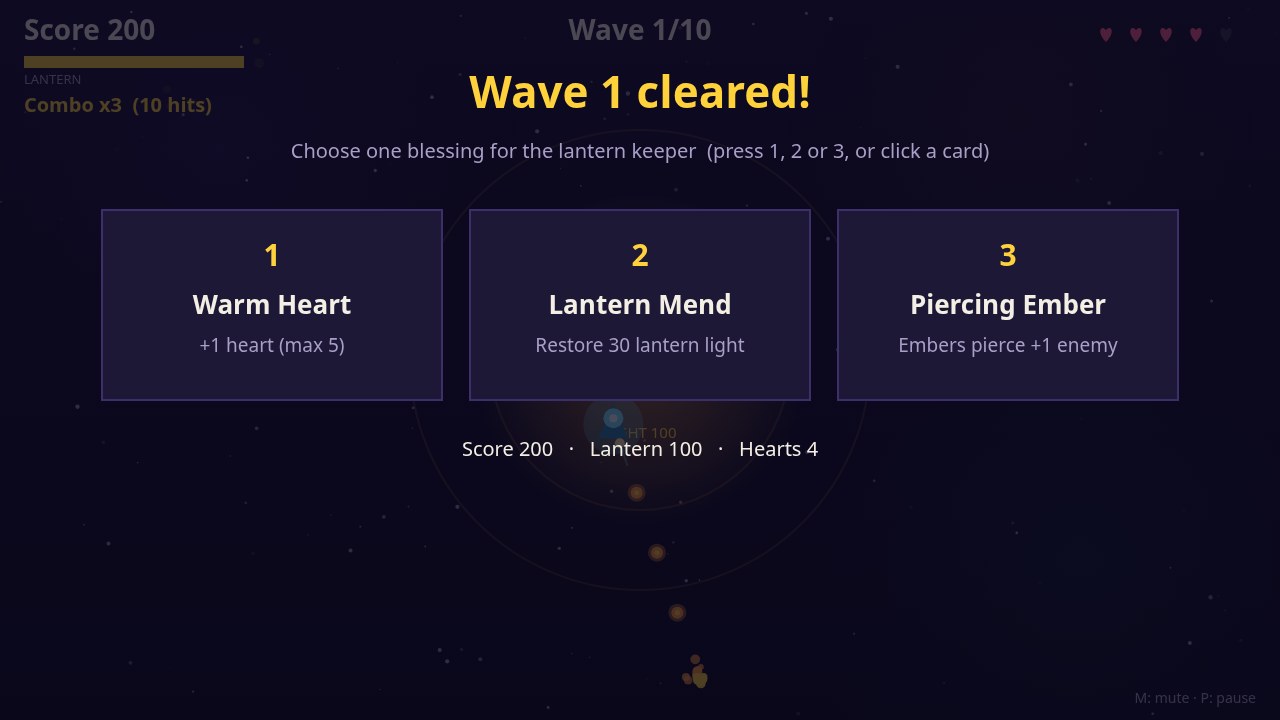 Score 200
Wave 1/10
LANTERN
Combo x3  (10 hits)
Wave 1 cleared!
Choose one blessing for the lantern keeper  (press 1, 2 or 3, or click a card)
1
Warm Heart
+1 heart (max 5)
2
Lantern Mend
Restore 30 lantern light
3
Piercing Ember
Embers pierce +1 enemy
HT 100
Score 200  ·  Lantern 100  ·  Hearts 4
M: mute · P: pause